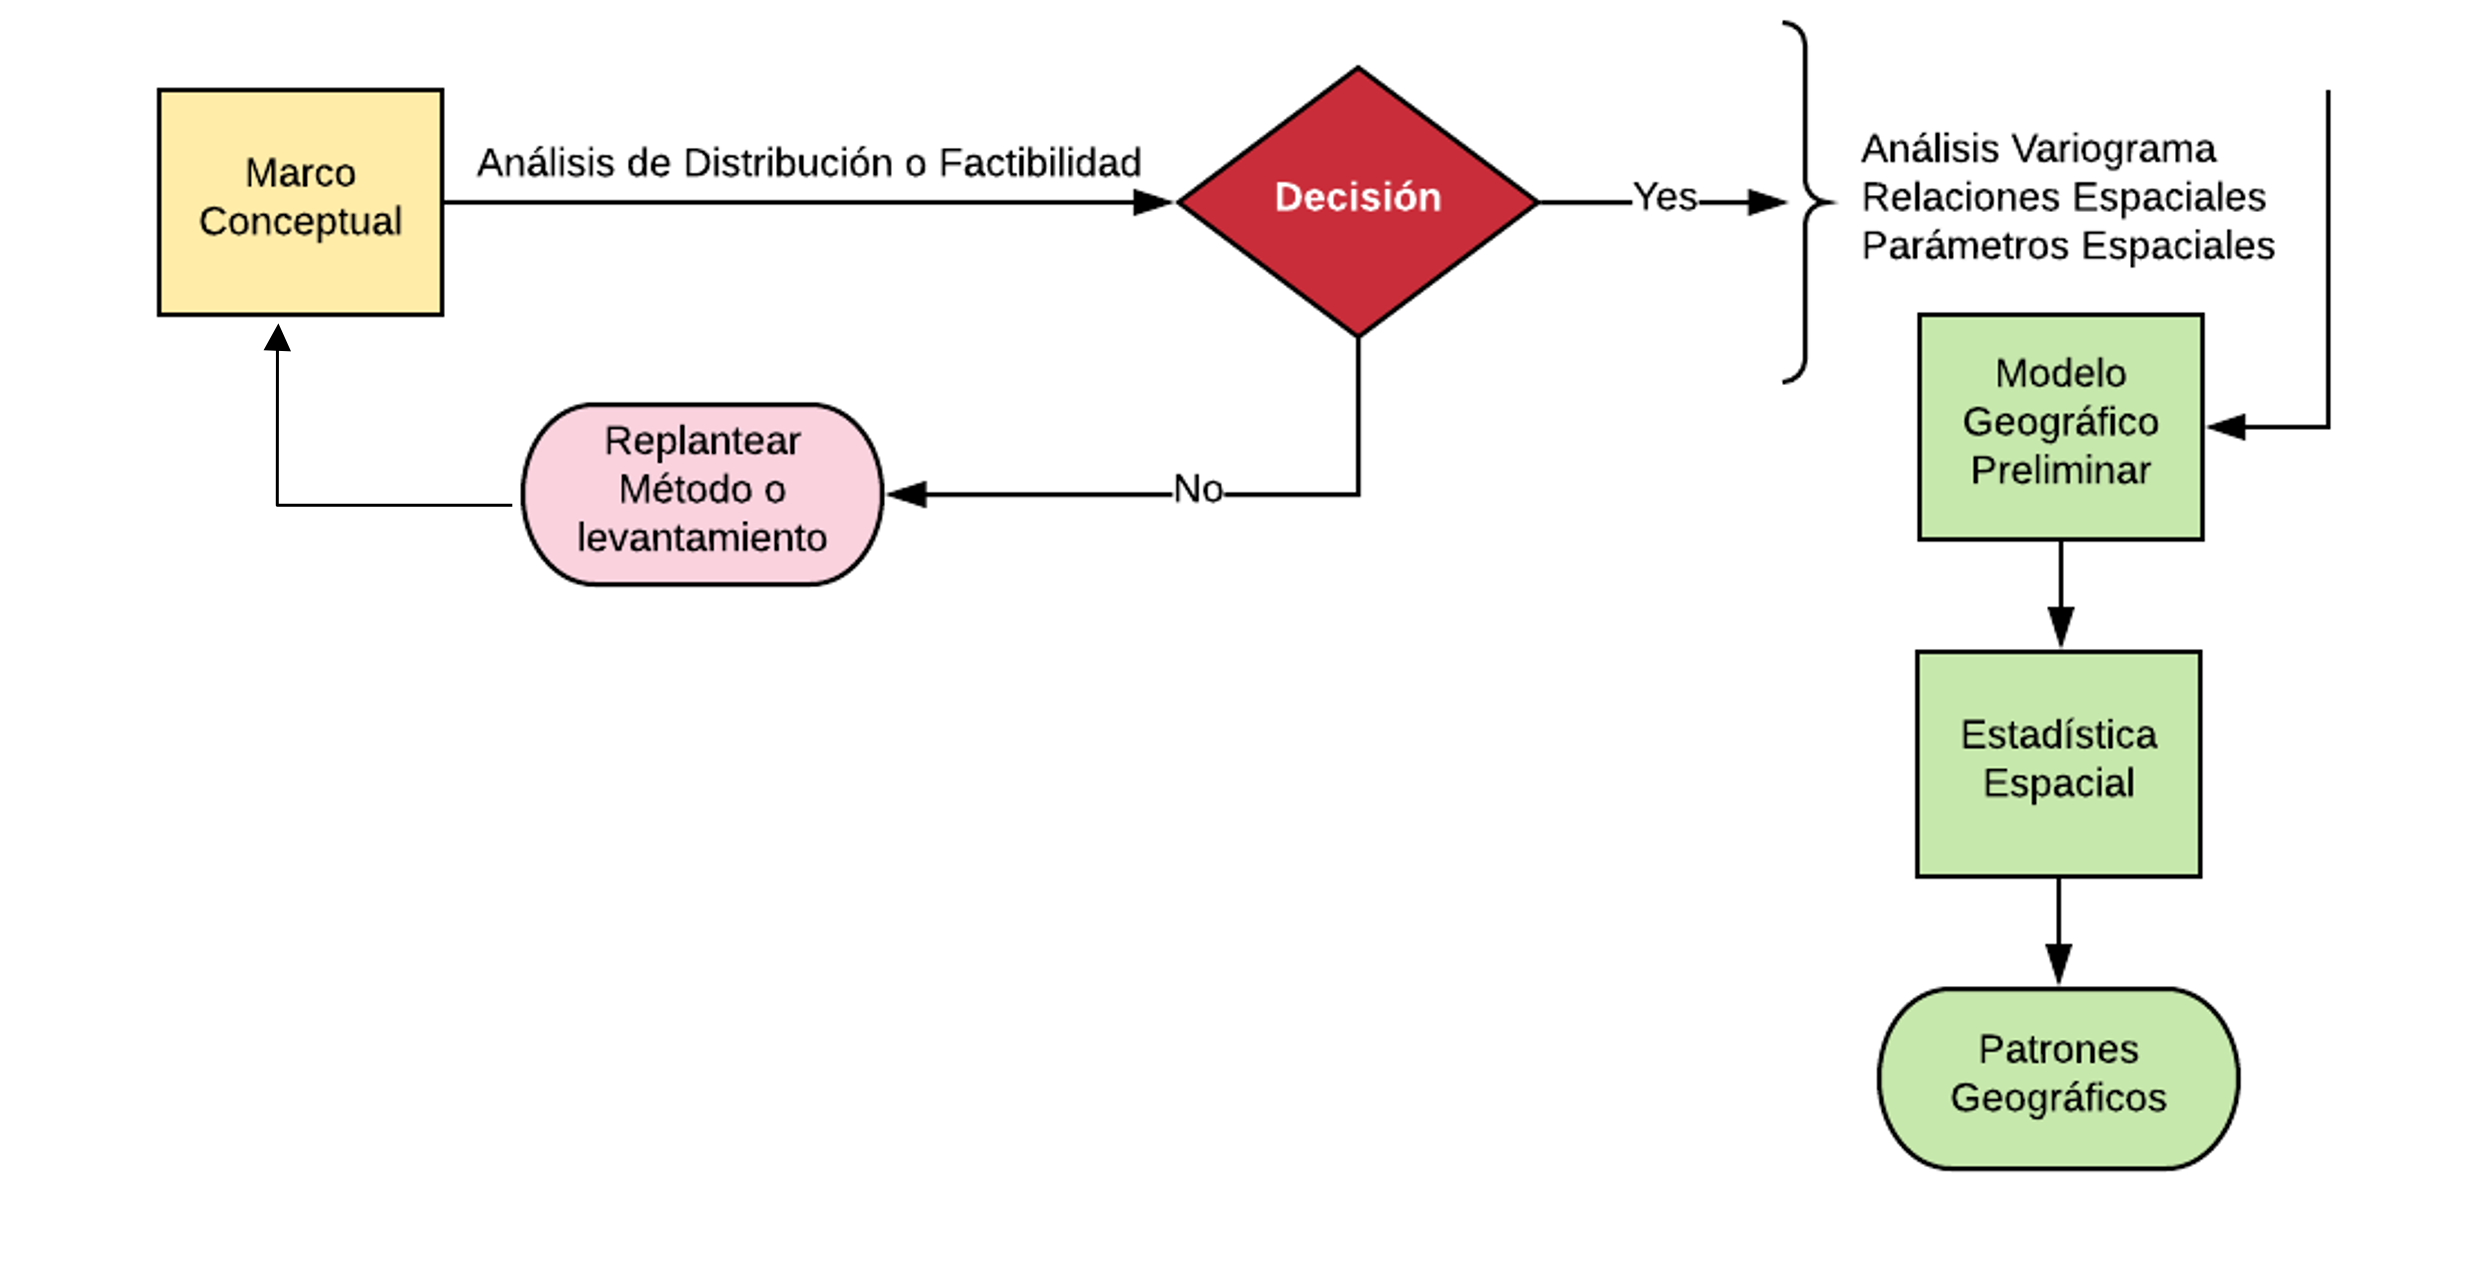 Marco
Conceptual
Análisis de Distribución o Factibilidad
Decisión
Yes
Análisis Variograma
Relaciones Espaciales
Parámetros Espaciales
No
Replantear
Método o
levantamiento
Modelo
Geográfico
Preliminar
Estadística
Espacial
Patrones
Geográficos